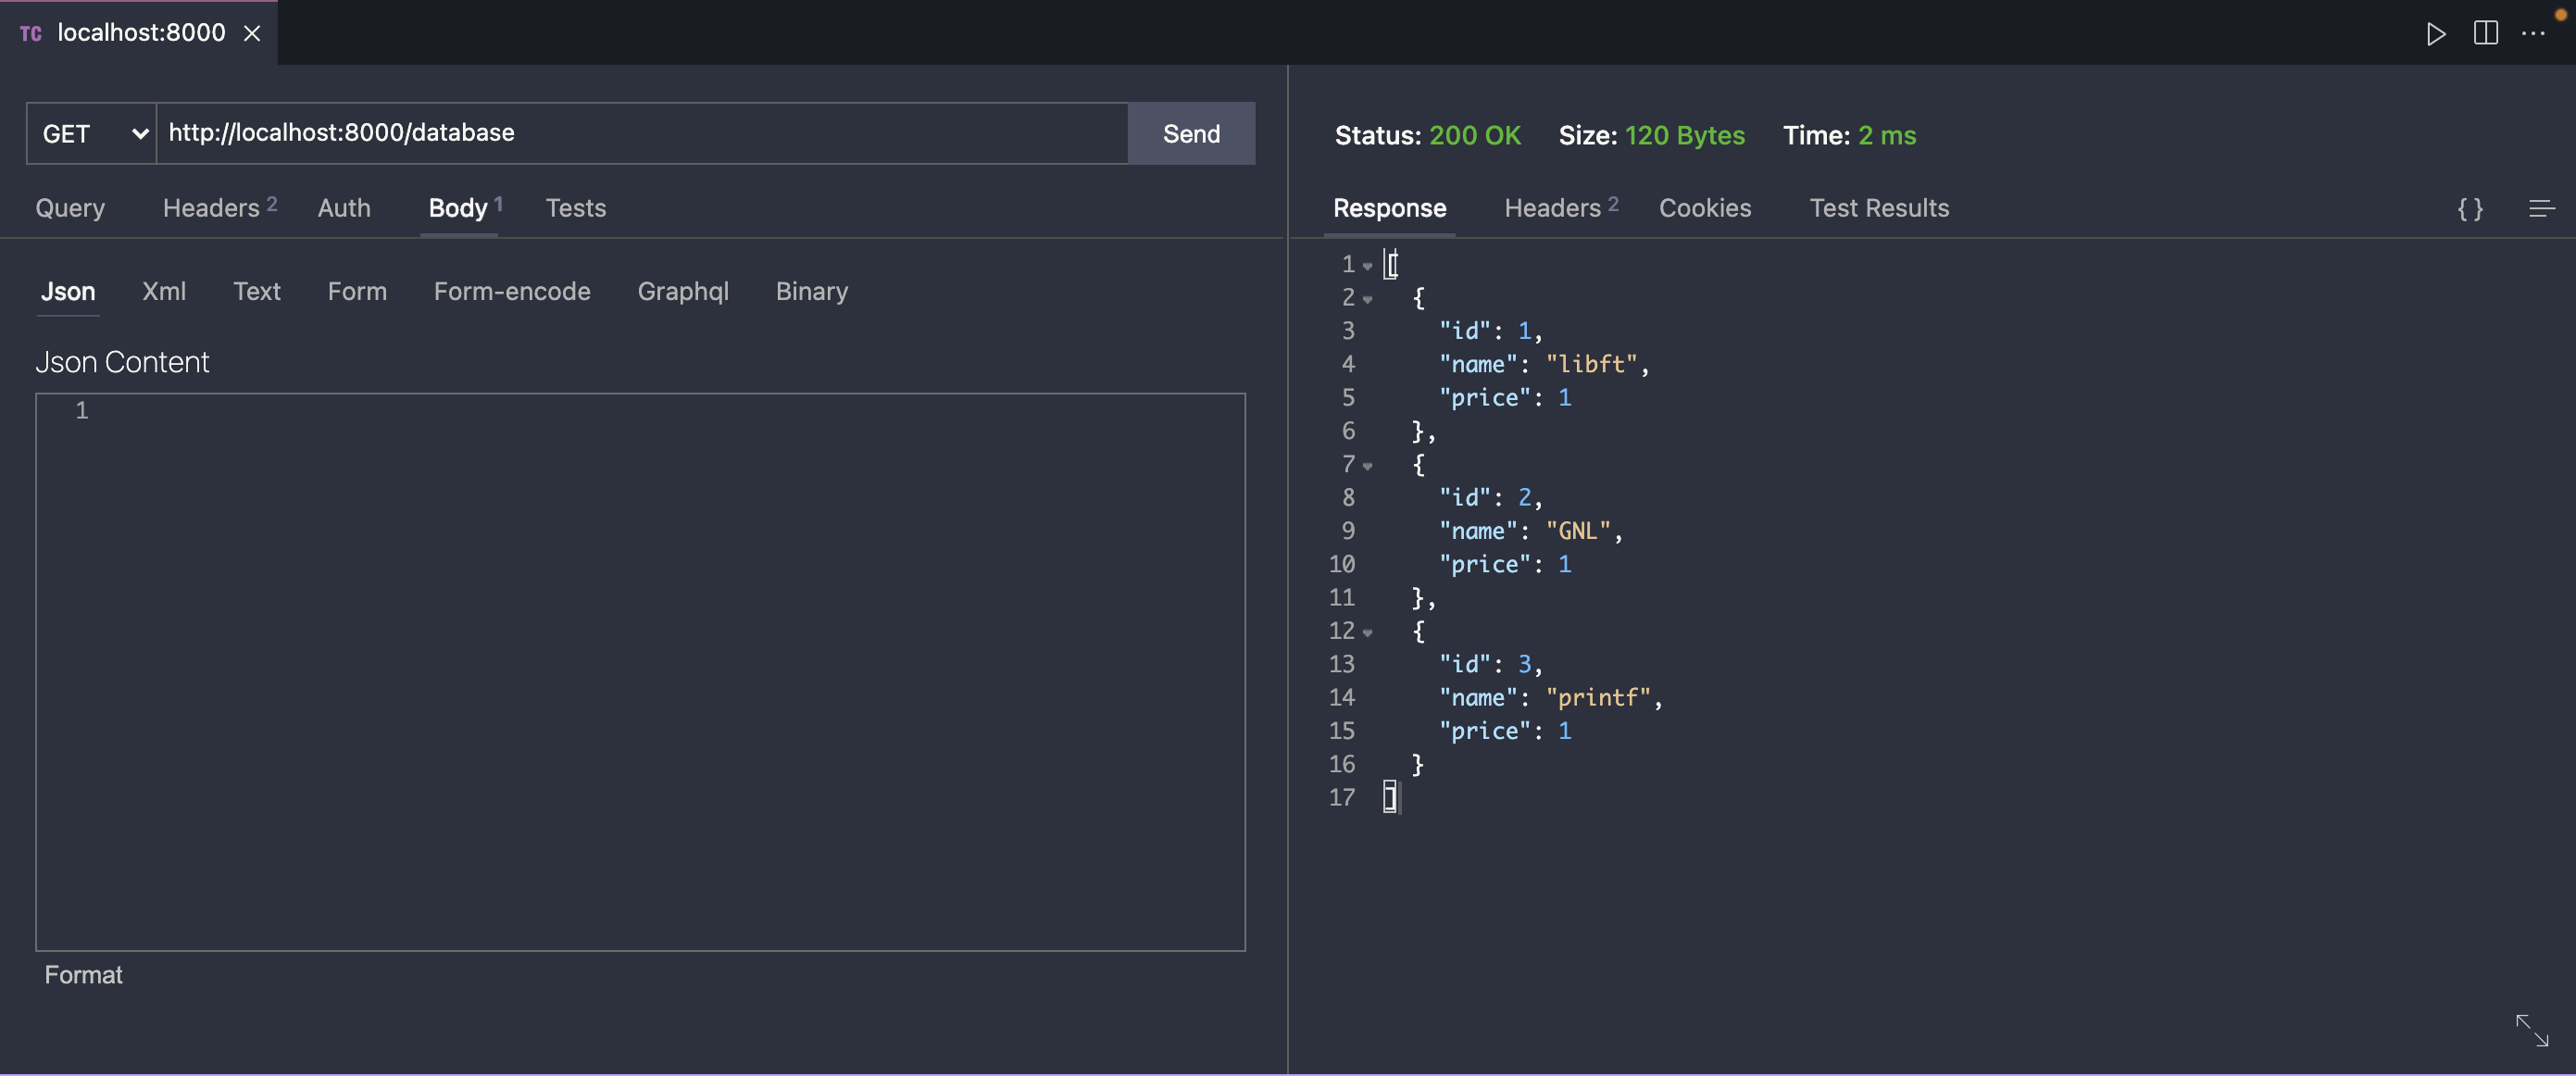 TC localhost:8000
GET http://localhost:8000/database Send
Query Headers 2 Auth Body 1 Tests
Json Xml Text Form Form-encode Graphql Binary
Json Content
1
Format
Status: 200 OK Size: 120 Bytes Time: 2 ms
Response Headers 2 Cookies Test Results {}
1 [
2 {
3 "id": 1,
4 "name": "libft",
5 "price": 1
6 },
7 {
8 "id": 2,
9 "name": "GNL",
10 "price": 1
11 },
12 {
13 "id": 3,
14 "name": "printf",
15 "price": 1
16 }
17 ]